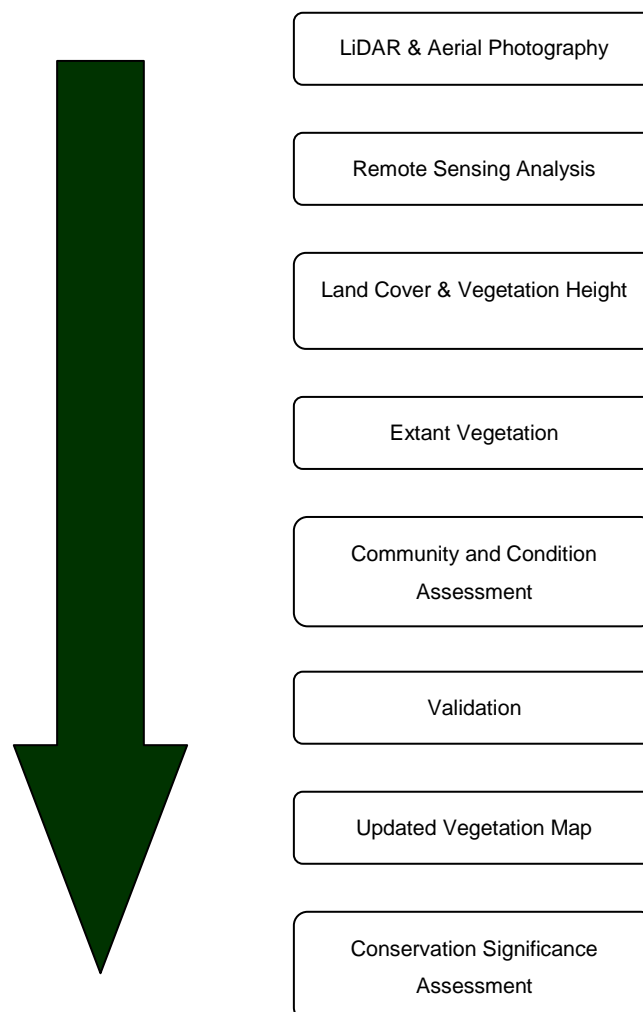 LiDAR & Aerial Photography
Remote Sensing Analysis
Land Cover & Vegetation Height
Extant Vegetation
Community and Condition
Assessment
Validation
Updated Vegetation Map
Conservation Significance
Assessment